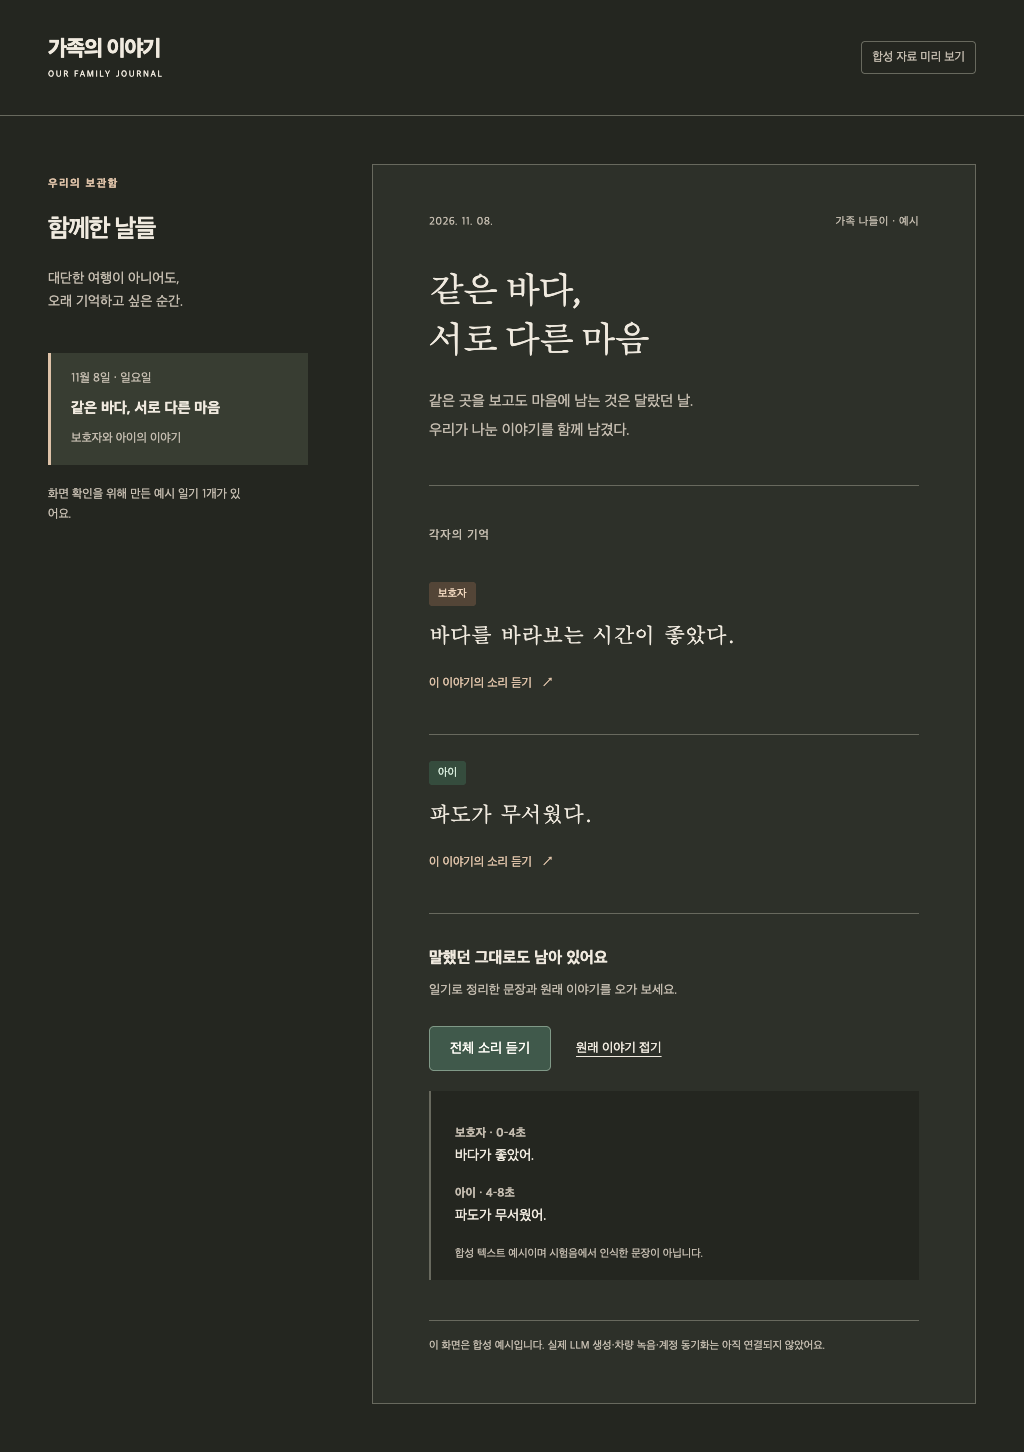 가족의 이야기
OUR FAMILY JOURNAL
합성 자료 미리 보기
우리의 보관함
함께한 날들
대단한 여행이 아니어도,
오래 기억하고 싶은 순간.
11월 8일 · 일요일
같은 바다, 서로 다른 마음
보호자와 아이의 이야기
화면 확인을 위해 만든 예시 일기 1개가 있
어요.
2026. 11. 08.
가족 나들이 · 예시
같은 바다,
서로 다른 마음
같은 곳을 보고도 마음에 남는 것은 달랐던 날.
우리가 나눈 이야기를 함께 남겼다.
각자의 기억
보호자
바다를 바라보는 시간이 좋았다.
이 이야기의 소리 듣기 ↗
아이
파도가 무서웠다.
이 이야기의 소리 듣기 ↗
말했던 그대로도 남아 있어요
일기로 정리한 문장과 원래 이야기를 오가 보세요.
전체 소리 듣기
원래 이야기 접기
보호자 · 0-4초
바다가 좋았어.
아이 · 4-8초
파도가 무서웠어.
합성 텍스트 예시이며 시험음에서 인식한 문장이 아닙니다.
이 화면은 합성 예시입니다. 실제 LLM 생성·차량 녹음·계정 동기화는 아직 연결되지 않았어요.